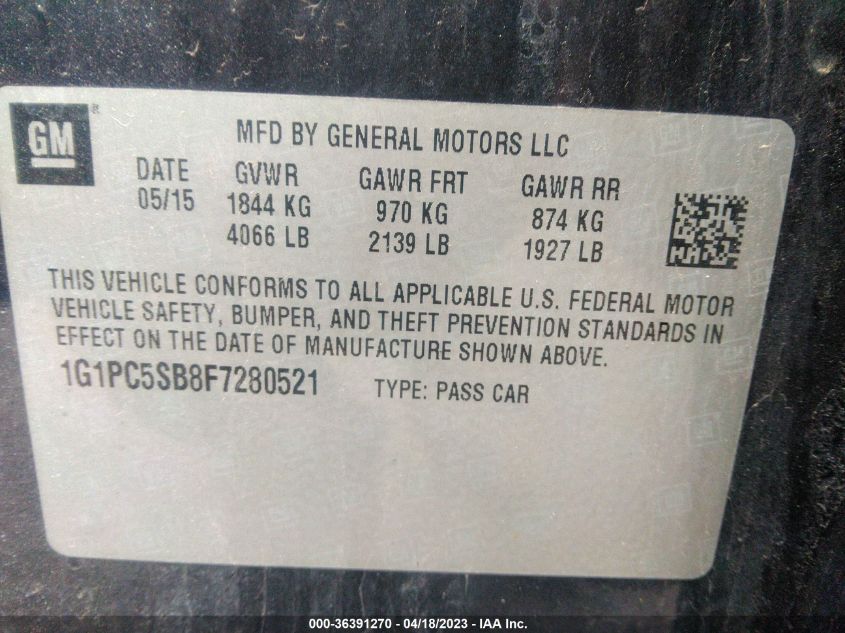 GM ® MFD BY GENERAL MOTORS LLC
DATE GVWR GAWR FRT GAWR RR
05/15 1844 KG 970 KG 874 KG
4066 LB 2139 LB 1927 LB
THIS VEHICLE CONFORMS TO ALL APPLICABLE U.S. FEDERAL MOTOR
VEHICLE SAFETY, BUMPER, AND THEFT PREVENTION STANDARDS IN
EFFECT ON THE DATE OF MANUFACTURE SHOWN ABOVE.
1G1PC5SB8F7280521 TYPE: PASS CAR
000-36391270 - 04/18/2023 - IAA Inc.